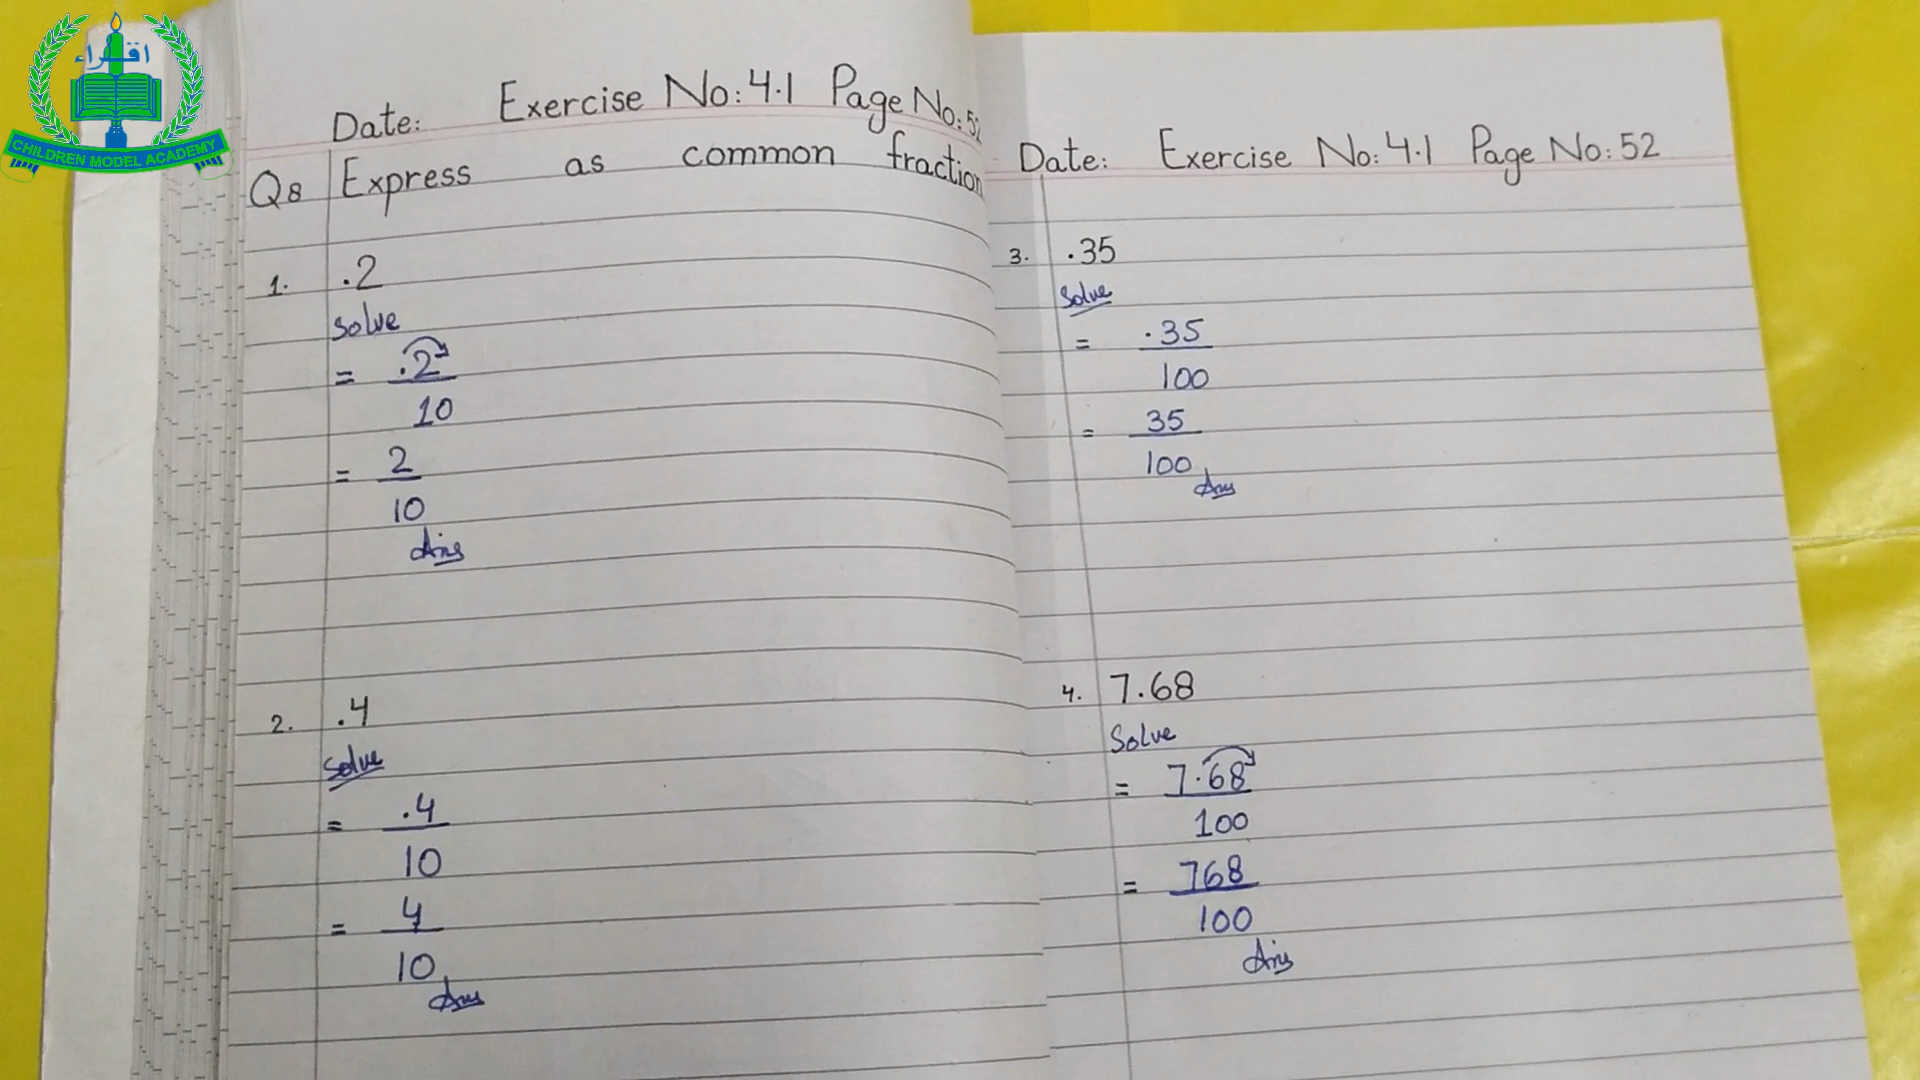 اقراء
CHILDREN MODEL ACADEMY
Date: Exercise No: 4.1 Page No: 52
Q8 Express as common fraction
1. .2
Solve
= .2
10
= 2
10
Ans
2. .4
Solve
= .4
10
= 4
10
Ans
Date: Exercise No: 4.1 Page No: 52
3. .35
Solve
= .35
100
= 35
100
Ans
4. 7.68
Solve
= 7.68
100
= 768
100
Ans